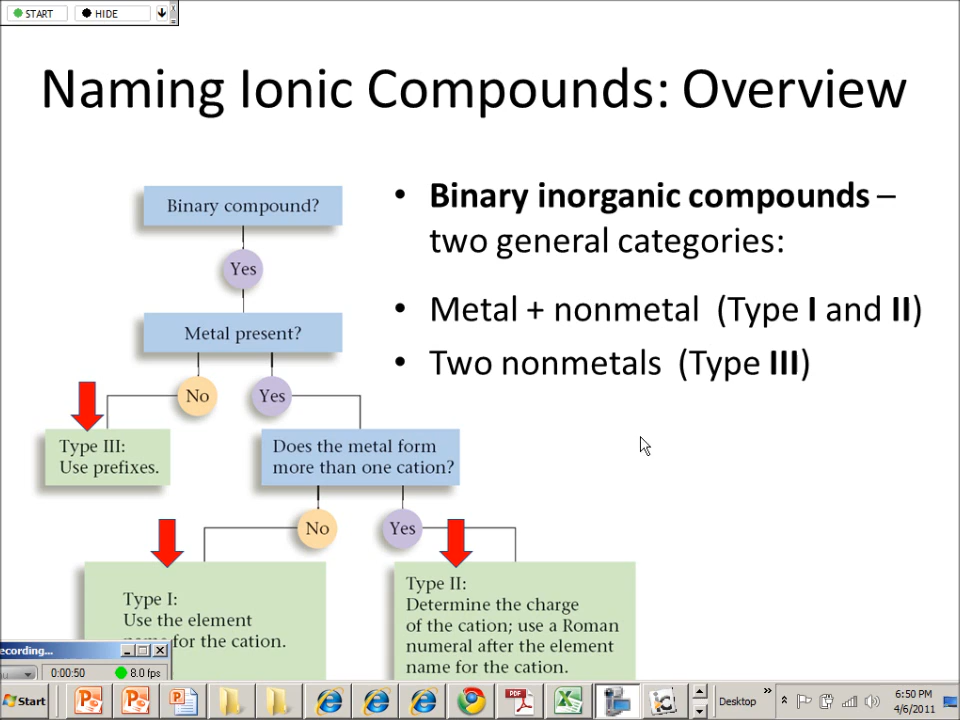 START
HIDE
Naming Ionic Compounds: Overview
Binary compound?
Yes
Metal present?
No
Yes
Type III:
Use prefixes.
Does the metal form
more than one cation?
No
Yes
Type I:
Use the element
name for the cation.
Type II:
Determine the charge
of the cation; use a Roman
numeral after the element
name for the cation.
• Binary inorganic compounds –
two general categories:
• Metal + nonmetal (Type I and II)
• Two nonmetals (Type III)
ecording...
0:00:50
8.0 fps
Start
PDF
Desktop
6:50 PM
4/6/2011